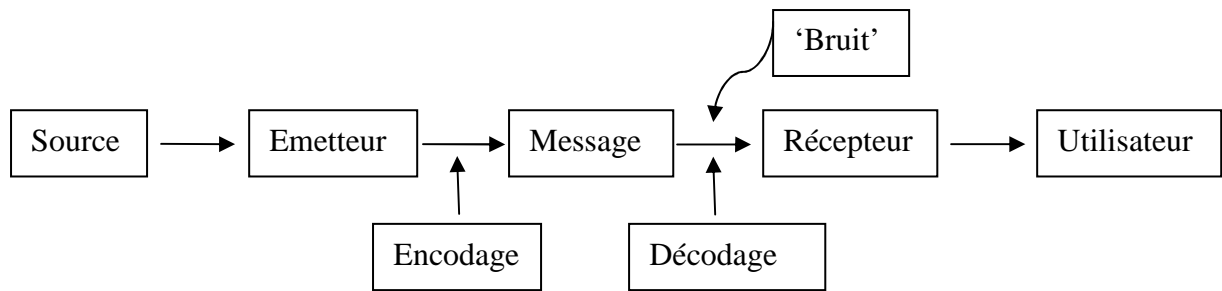 ‘Bruit’
Source
Emetteur
Message
Récepteur
Utilisateur
Encodage
Décodage